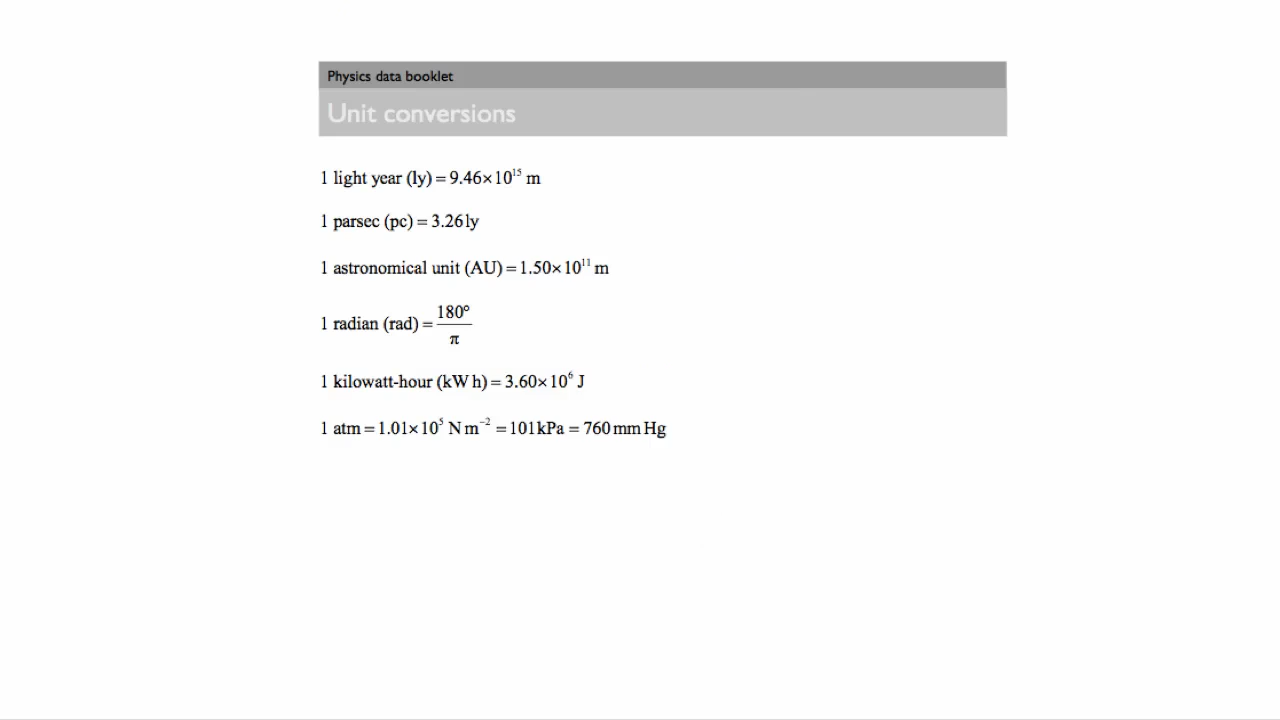 Physics data booklet
Unit conversions
1 light year (ly) = 9.46×10¹⁵ m
1 parsec (pc) = 3.26 ly
1 astronomical unit (AU) = 1.50×10¹¹ m
1 radian (rad) = 180°/π
1 kilowatt-hour (kW h) = 3.60×10⁶ J
1 atm = 1.01×10⁵ N m⁻² = 101 kPa = 760 mm Hg